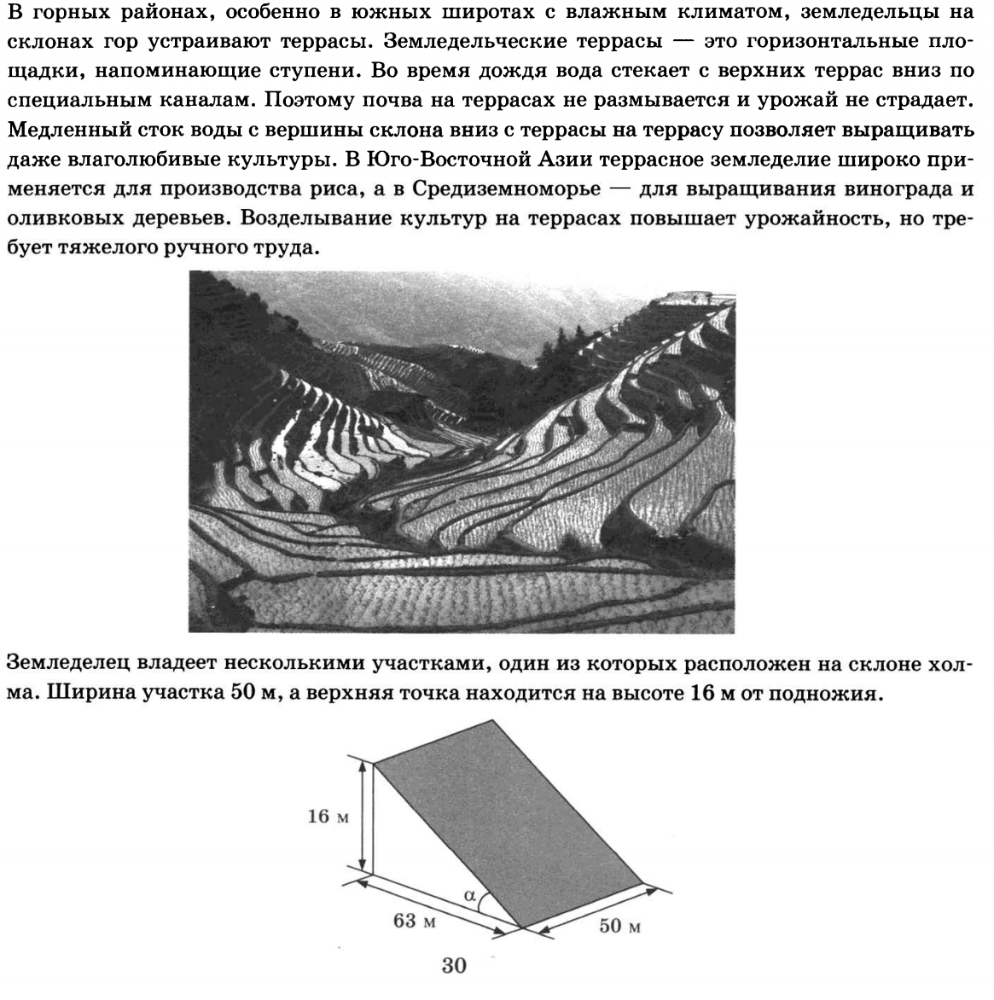 В горных районах, особенно в южных широтах с влажным климатом, земледельцы на
склонах гор устраивают террасы. Земледельческие террасы — это горизонтальные пло-
щадки, напоминающие ступени. Во время дождя вода стекает с верхних террас вниз по
специальным каналам. Поэтому почва на террасах не размывается и урожай не страдает.
Медленный сток воды с вершины склона вниз с террасы на террасу позволяет выращивать
даже влаголюбивые культуры. В Юго-Восточной Азии террасное земледелие широко при-
меняется для производства риса, а в Средиземноморье — для выращивания винограда и
оливковых деревьев. Возделывание культур на террасах повышает урожайность, но тре-
бует тяжелого ручного труда.
Земледелец владеет несколькими участками, один из которых расположен на склоне хол-
ма. Ширина участка 50 м, а верхняя точка находится на высоте 16 м от подножия.
16 м
α
63 м
50 м
30